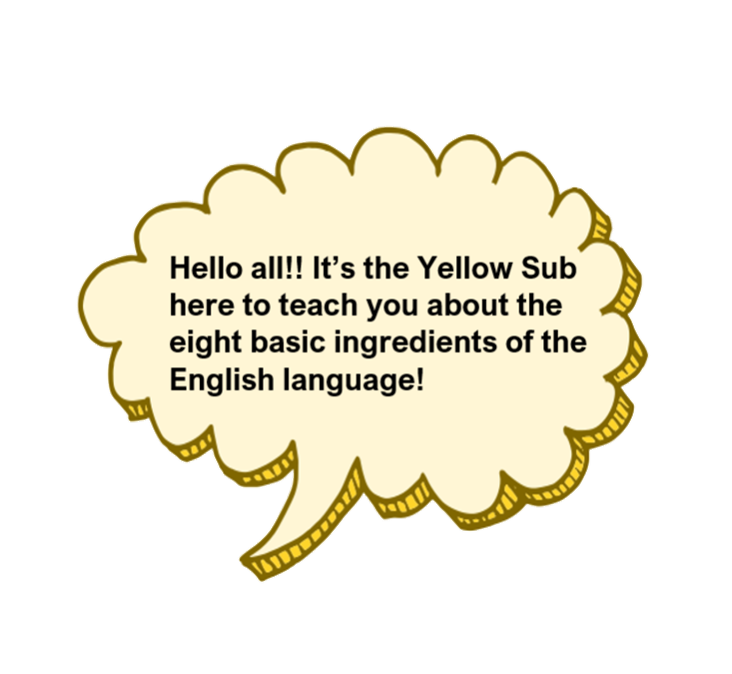 Hello all!! It’s the Yellow Sub
here to teach you about the
eight basic ingredients of the
English language!